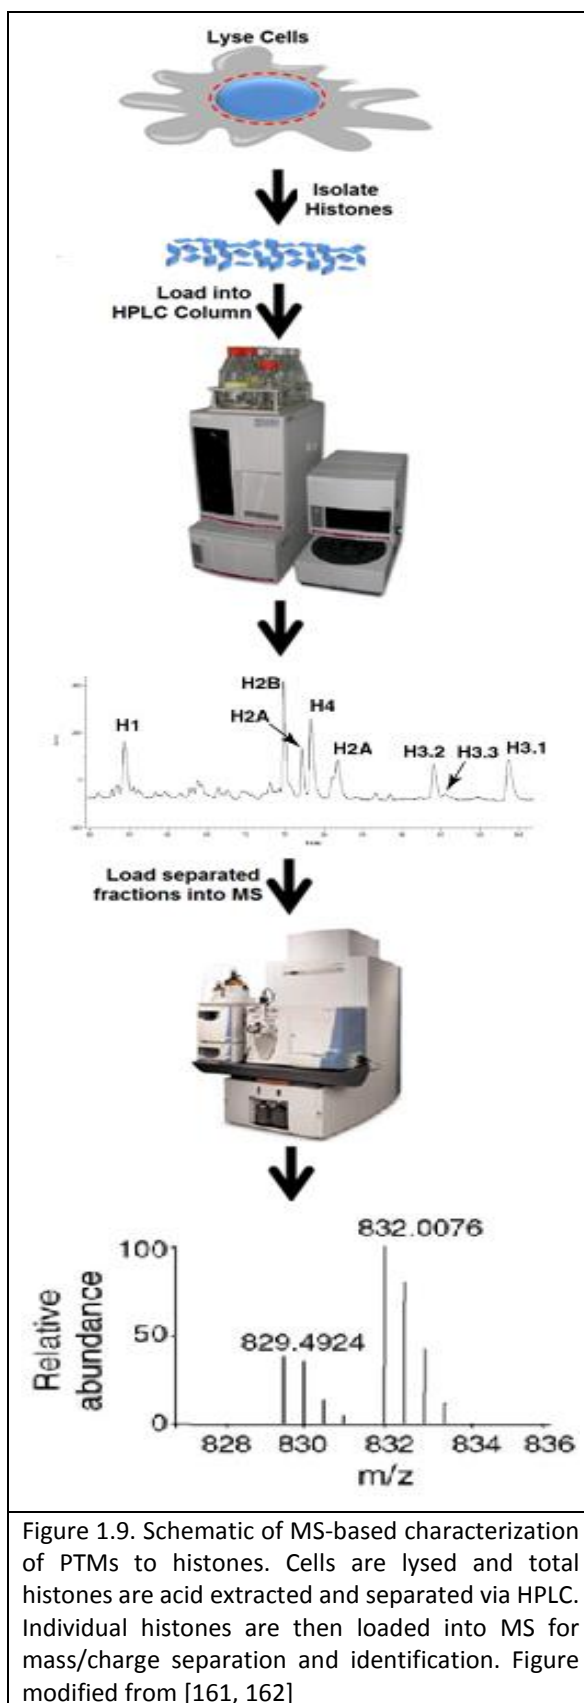 Lyse Cells
Isolate
Histones
Load into
HPLC Column
H2B
H1
H2A
H4
H2A
H3.2
H3.3
H3.1
Load separated
fractions into MS
832.0076
100
Relative
abundance
50
829.4924
0
828 830 832 834 836
m/z
Figure 1.9. Schematic of MS-based characterization
of PTMs to histones. Cells are lysed and total
histones are acid extracted and separated via HPLC.
Individual histones are then loaded into MS for
mass/charge separation and identification. Figure
modified from [161, 162]